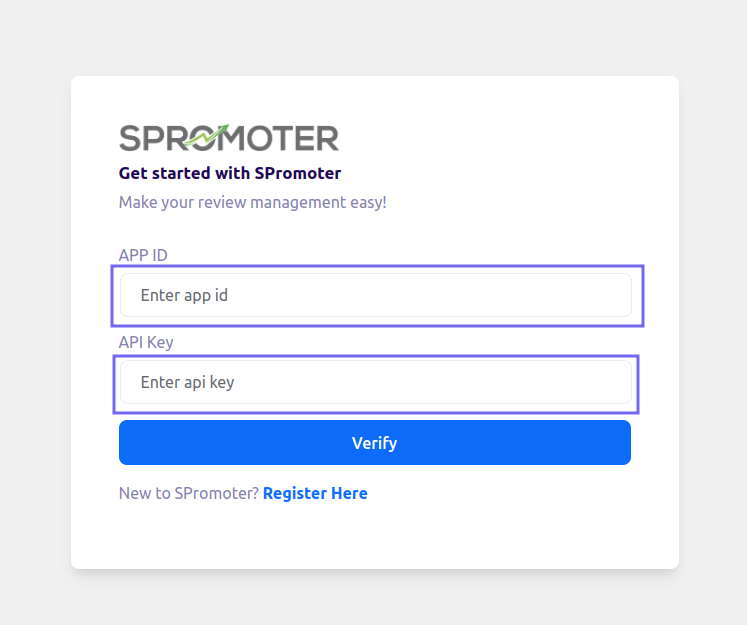 SPROMOTER
Get started with SPromoter
Make your review management easy!
APP ID
Enter app id
API Key
Enter api key
Verify
New to SPromoter? Register Here